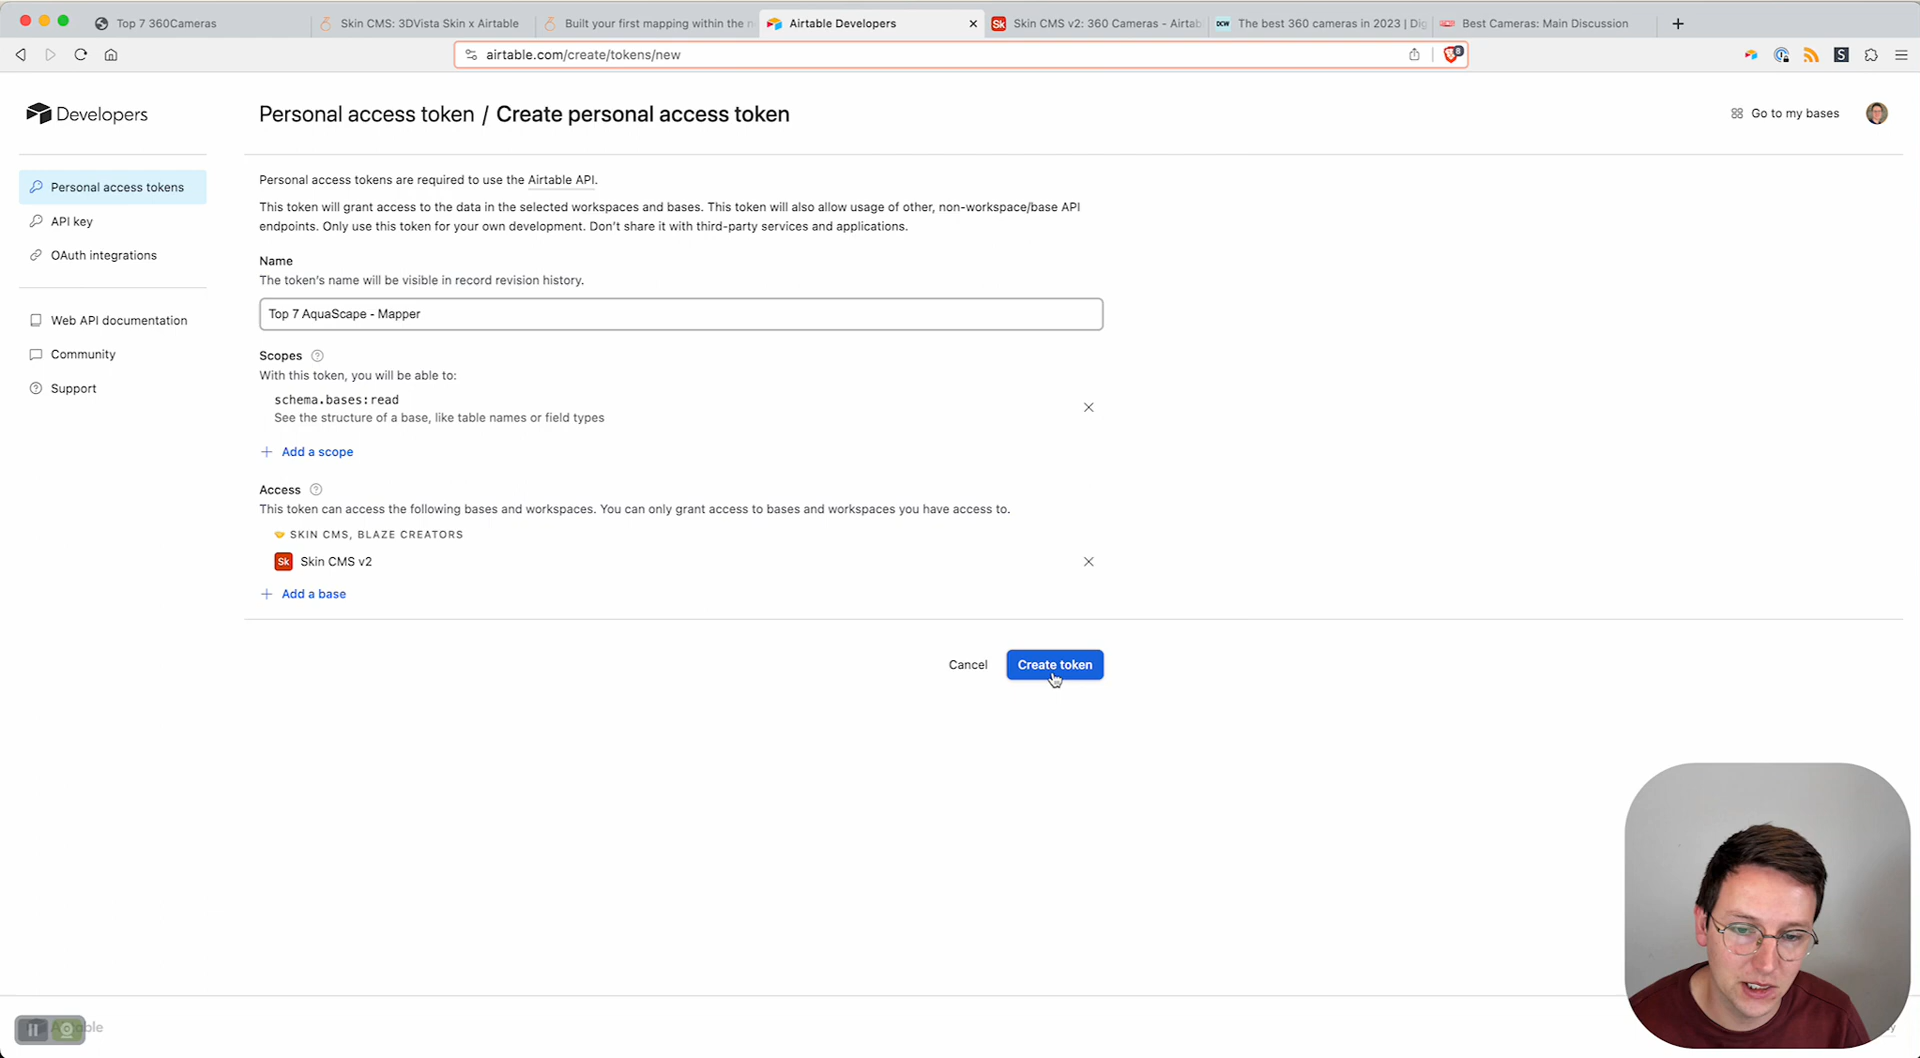 Top 7 360Cameras
Skin CMS: 3DVista Skin x Airtable
Built your first mapping within the n
Airtable Developers
Sk
Skin CMS v2: 360 Cameras - Airtab
DCW
The best 360 cameras in 2023 | Dig
Best Cameras: Main Discussion
airtable.com/create/tokens/new
8
S
Developers
Personal access token / Create personal access token
Go to my bases
Personal access tokens
API key
OAuth integrations
Web API documentation
Community
Support
Personal access tokens are required to use the Airtable API.
This token will grant access to the data in the selected workspaces and bases. This token will also allow usage of other, non-workspace/base API
endpoints. Only use this token for your own development. Don't share it with third-party services and applications.
Name
The token's name will be visible in record revision history.
Top 7 AquaScape - Mapper
Scopes
With this token, you will be able to:
schema.bases:read
See the structure of a base, like table names or field types
+ Add a scope
Access
This token can access the following bases and workspaces. You can only grant access to bases and workspaces you have access to.
SKIN CMS, BLAZE CREATORS
Sk
Skin CMS v2
+ Add a base
Cancel
Create token